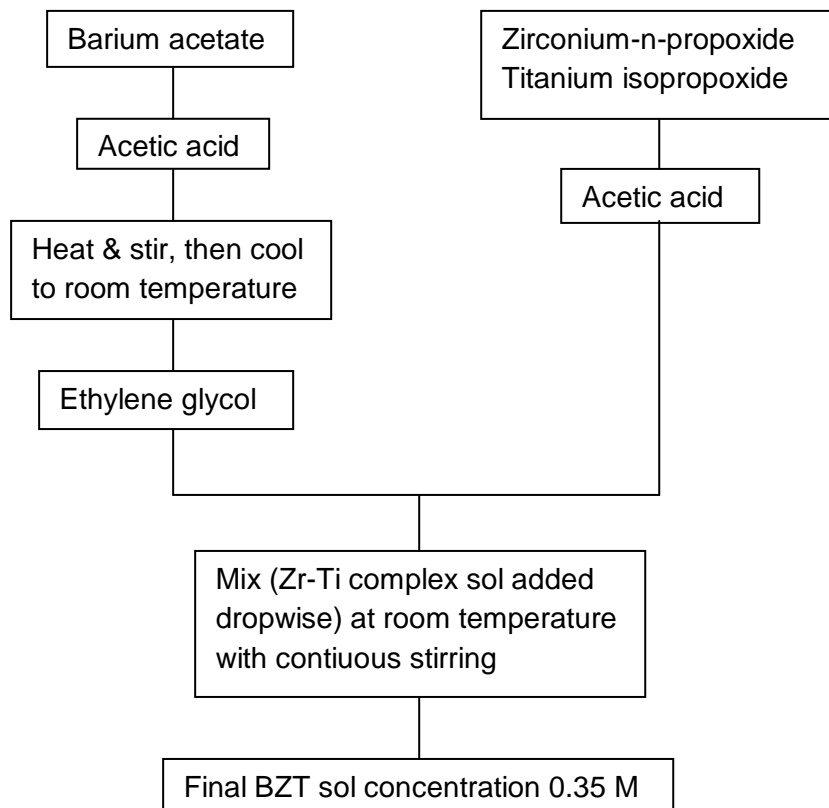 Barium acetate
Acetic acid
Heat & stir, then cool
to room temperature
Ethylene glycol
Zirconium-n-propoxide
Titanium isopropoxide
Acetic acid
Mix (Zr-Ti complex sol added
dropwise) at room temperature
with contiuous stirring
Final BZT sol concentration 0.35 M